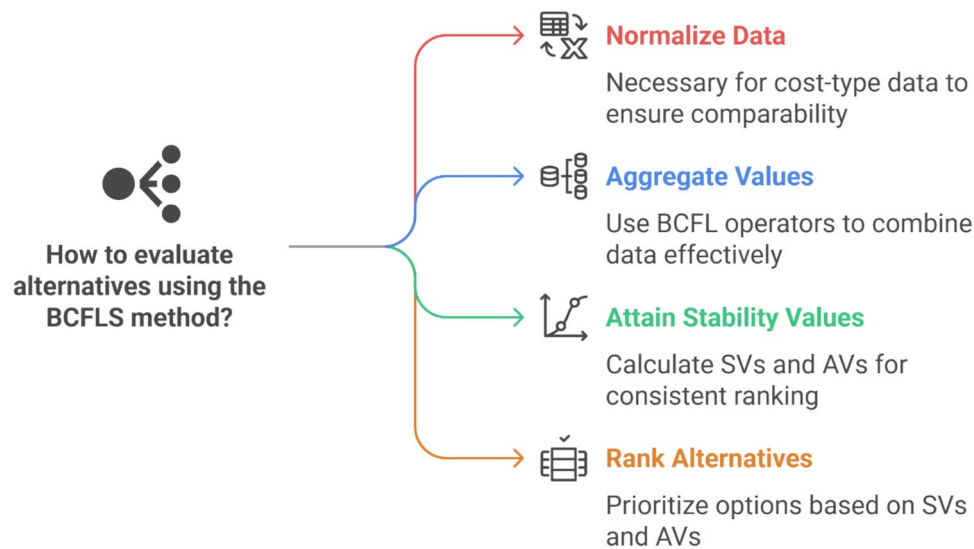 How to evaluate
alternatives using the
BCFLS method?
Normalize Data
Necessary for cost-type data to
ensure comparability
Aggregate Values
Use BCFL operators to combine
data effectively
Attain Stability Values
Calculate SVs and AVs for
consistent ranking
Rank Alternatives
Prioritize options based on SVs
and AVs